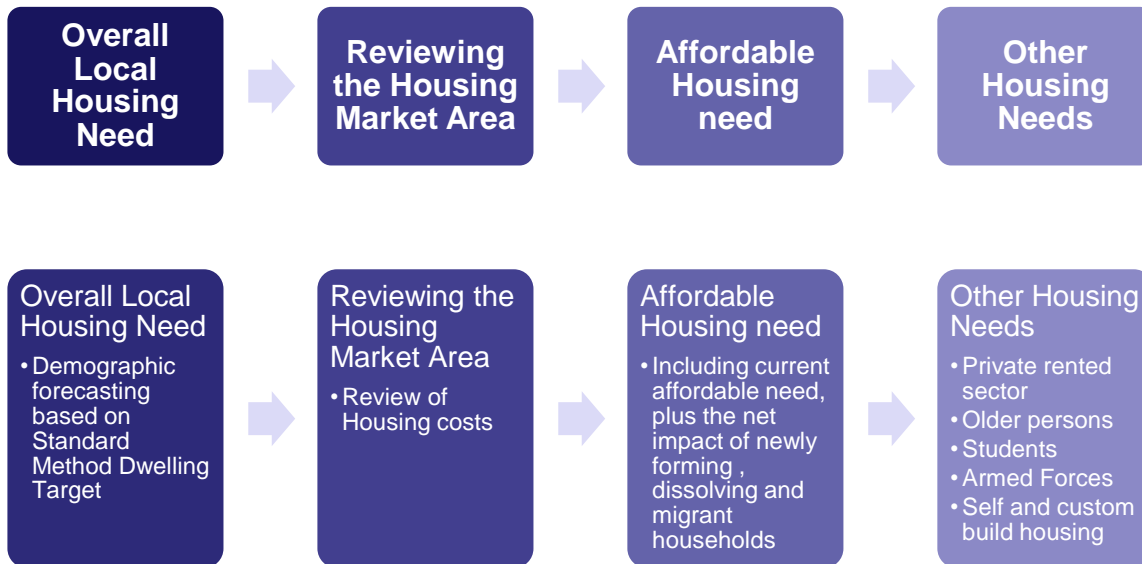 Overall
Local
Housing
Need
Reviewing
the Housing
Market Area
Affordable
Housing
need
Other
Housing
Needs
Overall Local
Housing Need
• Demographic
forecasting
based on
Standard
Method Dwelling
Target
Reviewing the
Housing
Market Area
• Review of
Housing costs
Affordable
Housing need
• Including current
affordable need,
plus the net
impact of newly
forming ,
dissolving and
migrant
households
Other Housing
Needs
• Private rented
sector
• Older persons
• Students
• Armed Forces
• Self and custom
build housing